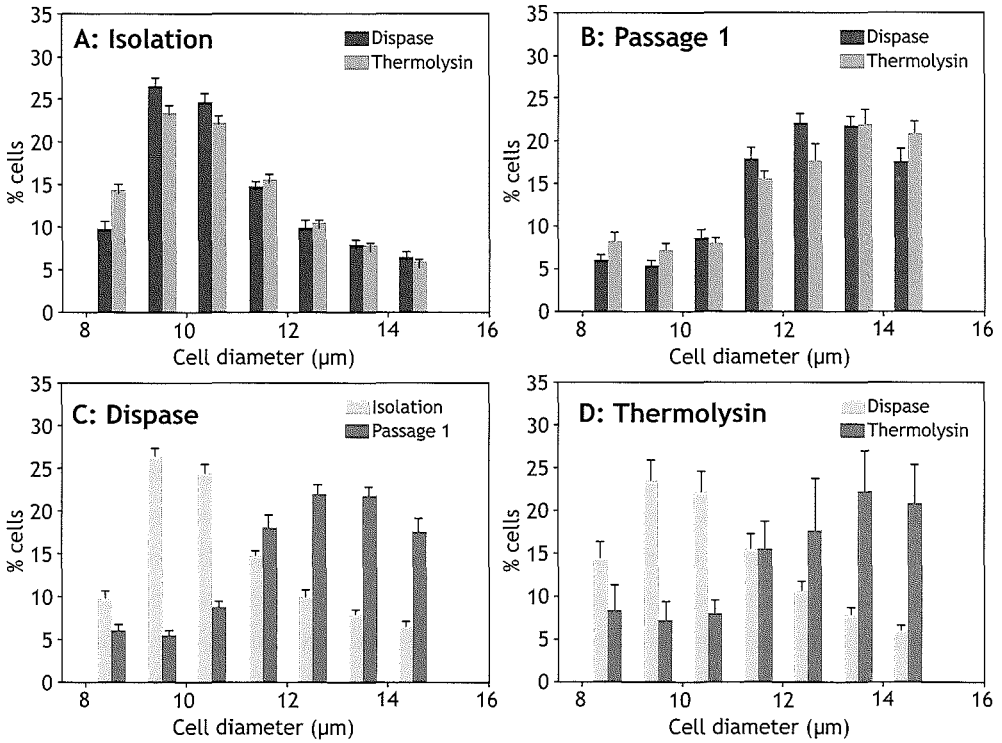 A: Isolation
Dispase
Thermolysin
% cells
35
30
25
20
15
10
5
0
8 10 12 14 16
Cell diameter (µm)
B: Passage 1
Dispase
Thermolysin
% cells
35
30
25
20
15
10
5
0
8 10 12 14 16
Cell diameter (µm)
C: Dispase
Isolation
Passage 1
% cells
35
30
25
20
15
10
5
0
8 10 12 14 16
Cell diameter (µm)
D: Thermolysin
Dispase
Thermolysin
% cells
35
30
25
20
15
10
5
0
8 10 12 14 16
Cell diameter (µm)